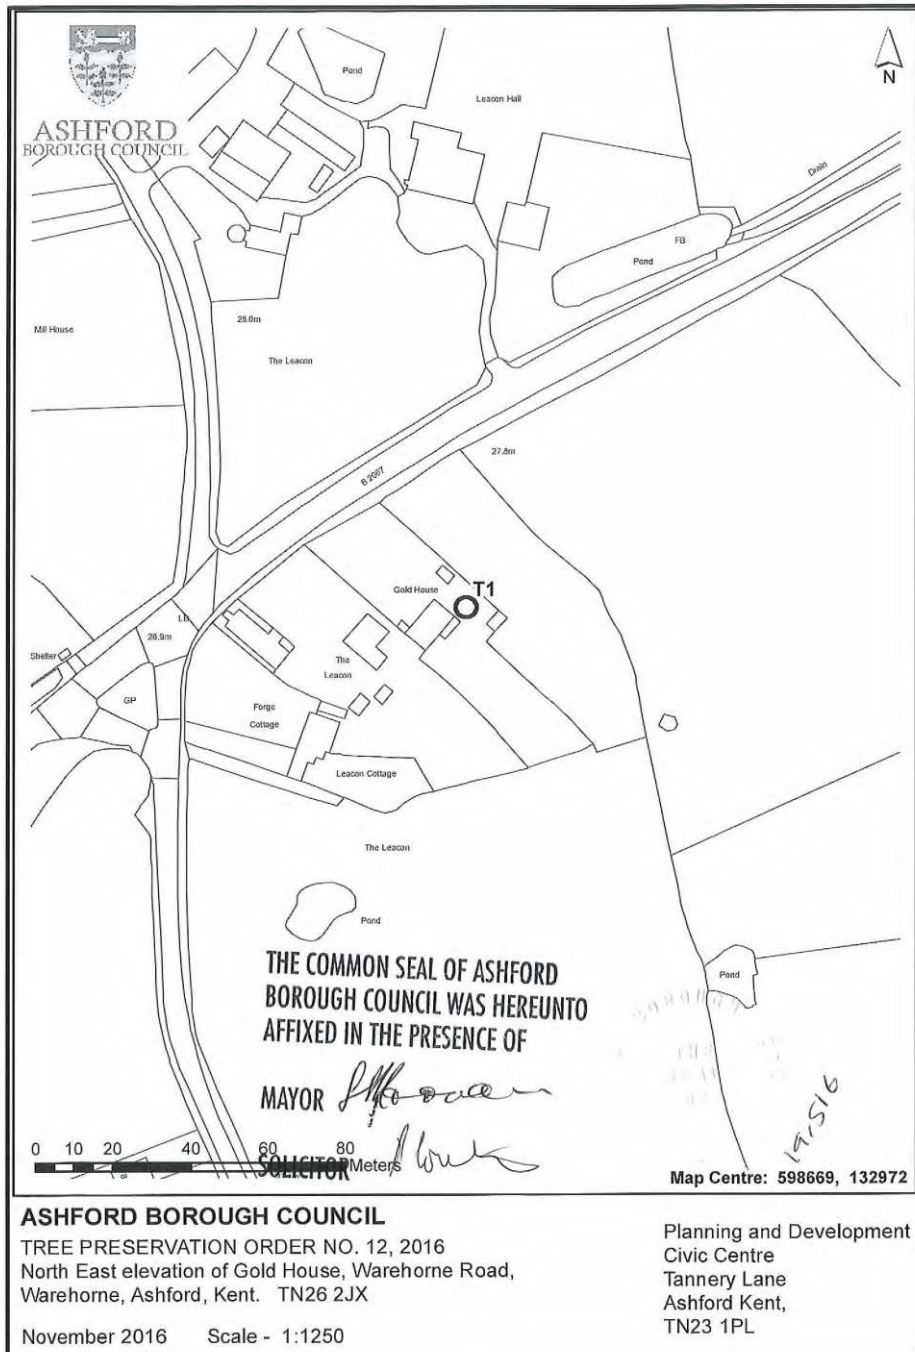 ASHFORD
BOROUGH COUNCIL
N
Pond
Leacon Hall
Drain
FB
Pond
Mill House
28.0m
The Leacon
27.8m
B 2067
Gold House
T1
LB
26.9m
Shelter
The
Leacon
GP
Forge
Cottage
Leacon Cottage
The Leacon
Pond
Pond
THE COMMON SEAL OF ASHFORD
BOROUGH COUNCIL WAS HEREUNTO
AFFIXED IN THE PRESENCE OF
MAYOR
SOLICITOR
0 10 20 40 60 80
Meters
Map Centre: 598669, 132972
ASHFORD BOROUGH COUNCIL
TREE PRESERVATION ORDER NO. 12, 2016
North East elevation of Gold House, Warehorne Road,
Warehorne, Ashford, Kent. TN26 2JX
November 2016 Scale - 1:1250
Planning and Development
Civic Centre
Tannery Lane
Ashford Kent,
TN23 1PL